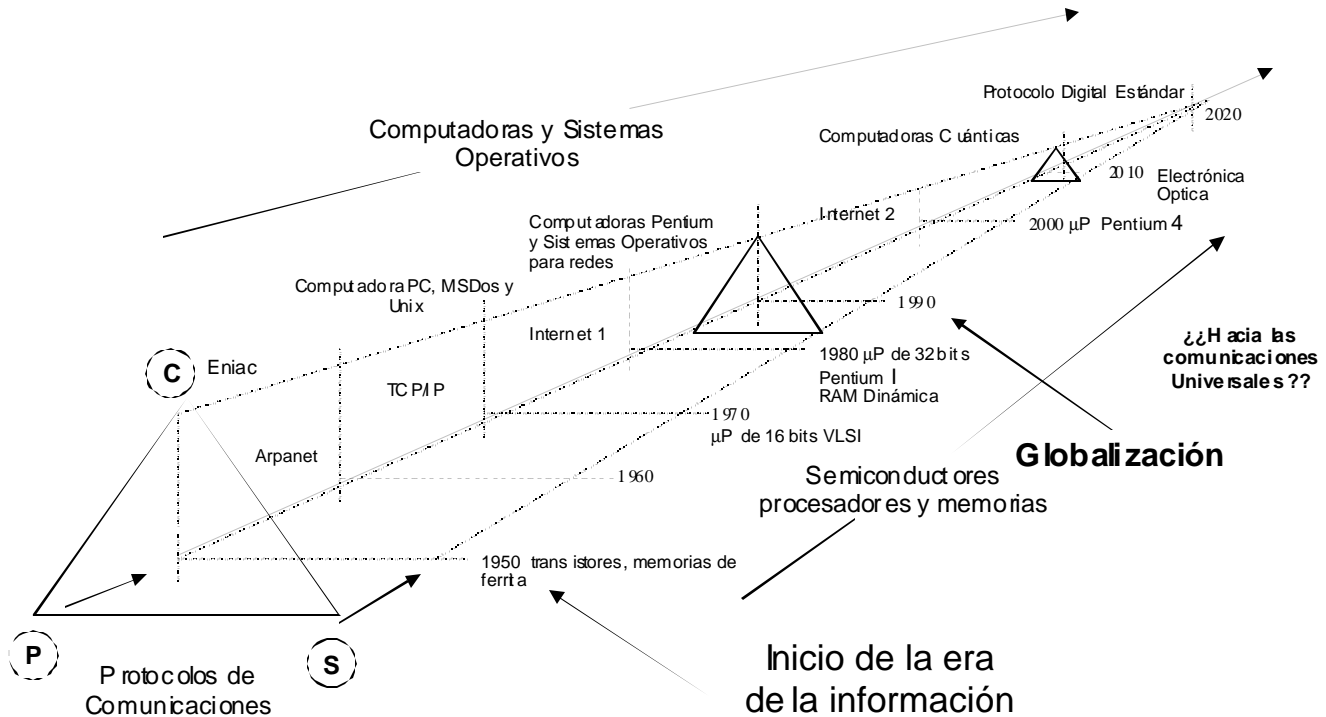 Protocolo Digital Estándar
2020
Computadoras y Sistemas
Operativos
Computadoras Cuánticas
2010
Electrónica
Optica
Internet 2
2000 µP Pentium 4
Computadoras Pentium
y Sistemas Operativos
para redes
Computadora PC, MSDos y
Unix
1990
Internet 1
¿¿Hacia las
comunicaciones
Universales??
1980 µP de 32 bits
Pentium I
RAM Dinámica
C
Eniac
TCP/IP
1970
µP de 16 bits VLSI
Arpanet
1960
Globalización
Semiconductores
procesadores y memorias
1950 transistores, memorias de
ferrita
P
S
Protocolos de
Comunicaciones
Inicio de la era
de la información